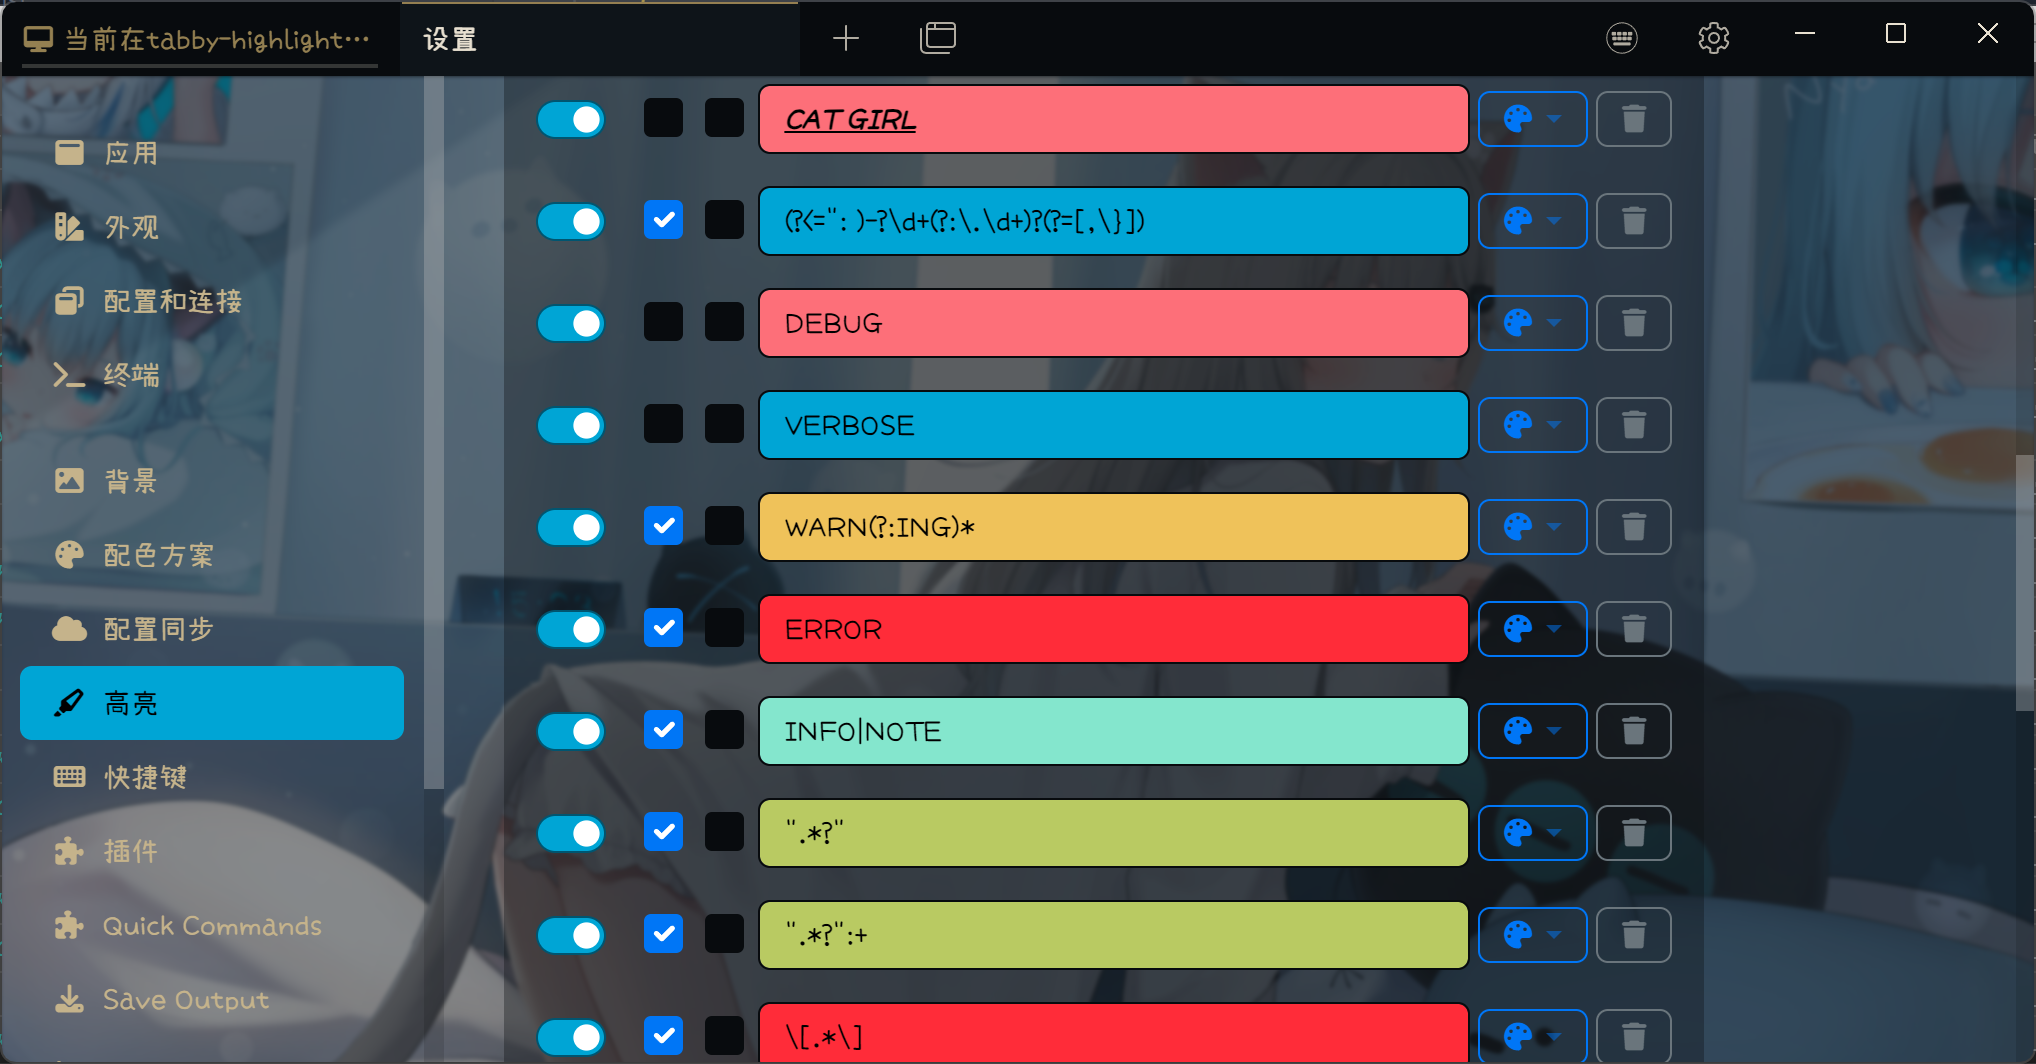 当前在tabby-highlight…
设置
应用
外观
配置和连接
终端
背景
配色方案
配置同步
高亮
快捷键
插件
Quick Commands
Save Output
CAT GIRL
(?<=": )-?\d+(?:\.\d+)?(?=[,\}])
DEBUG
VERBOSE
WARN(?:ING)*
ERROR
INFO|NOTE
".*?"
".*?":+
\[.*\]